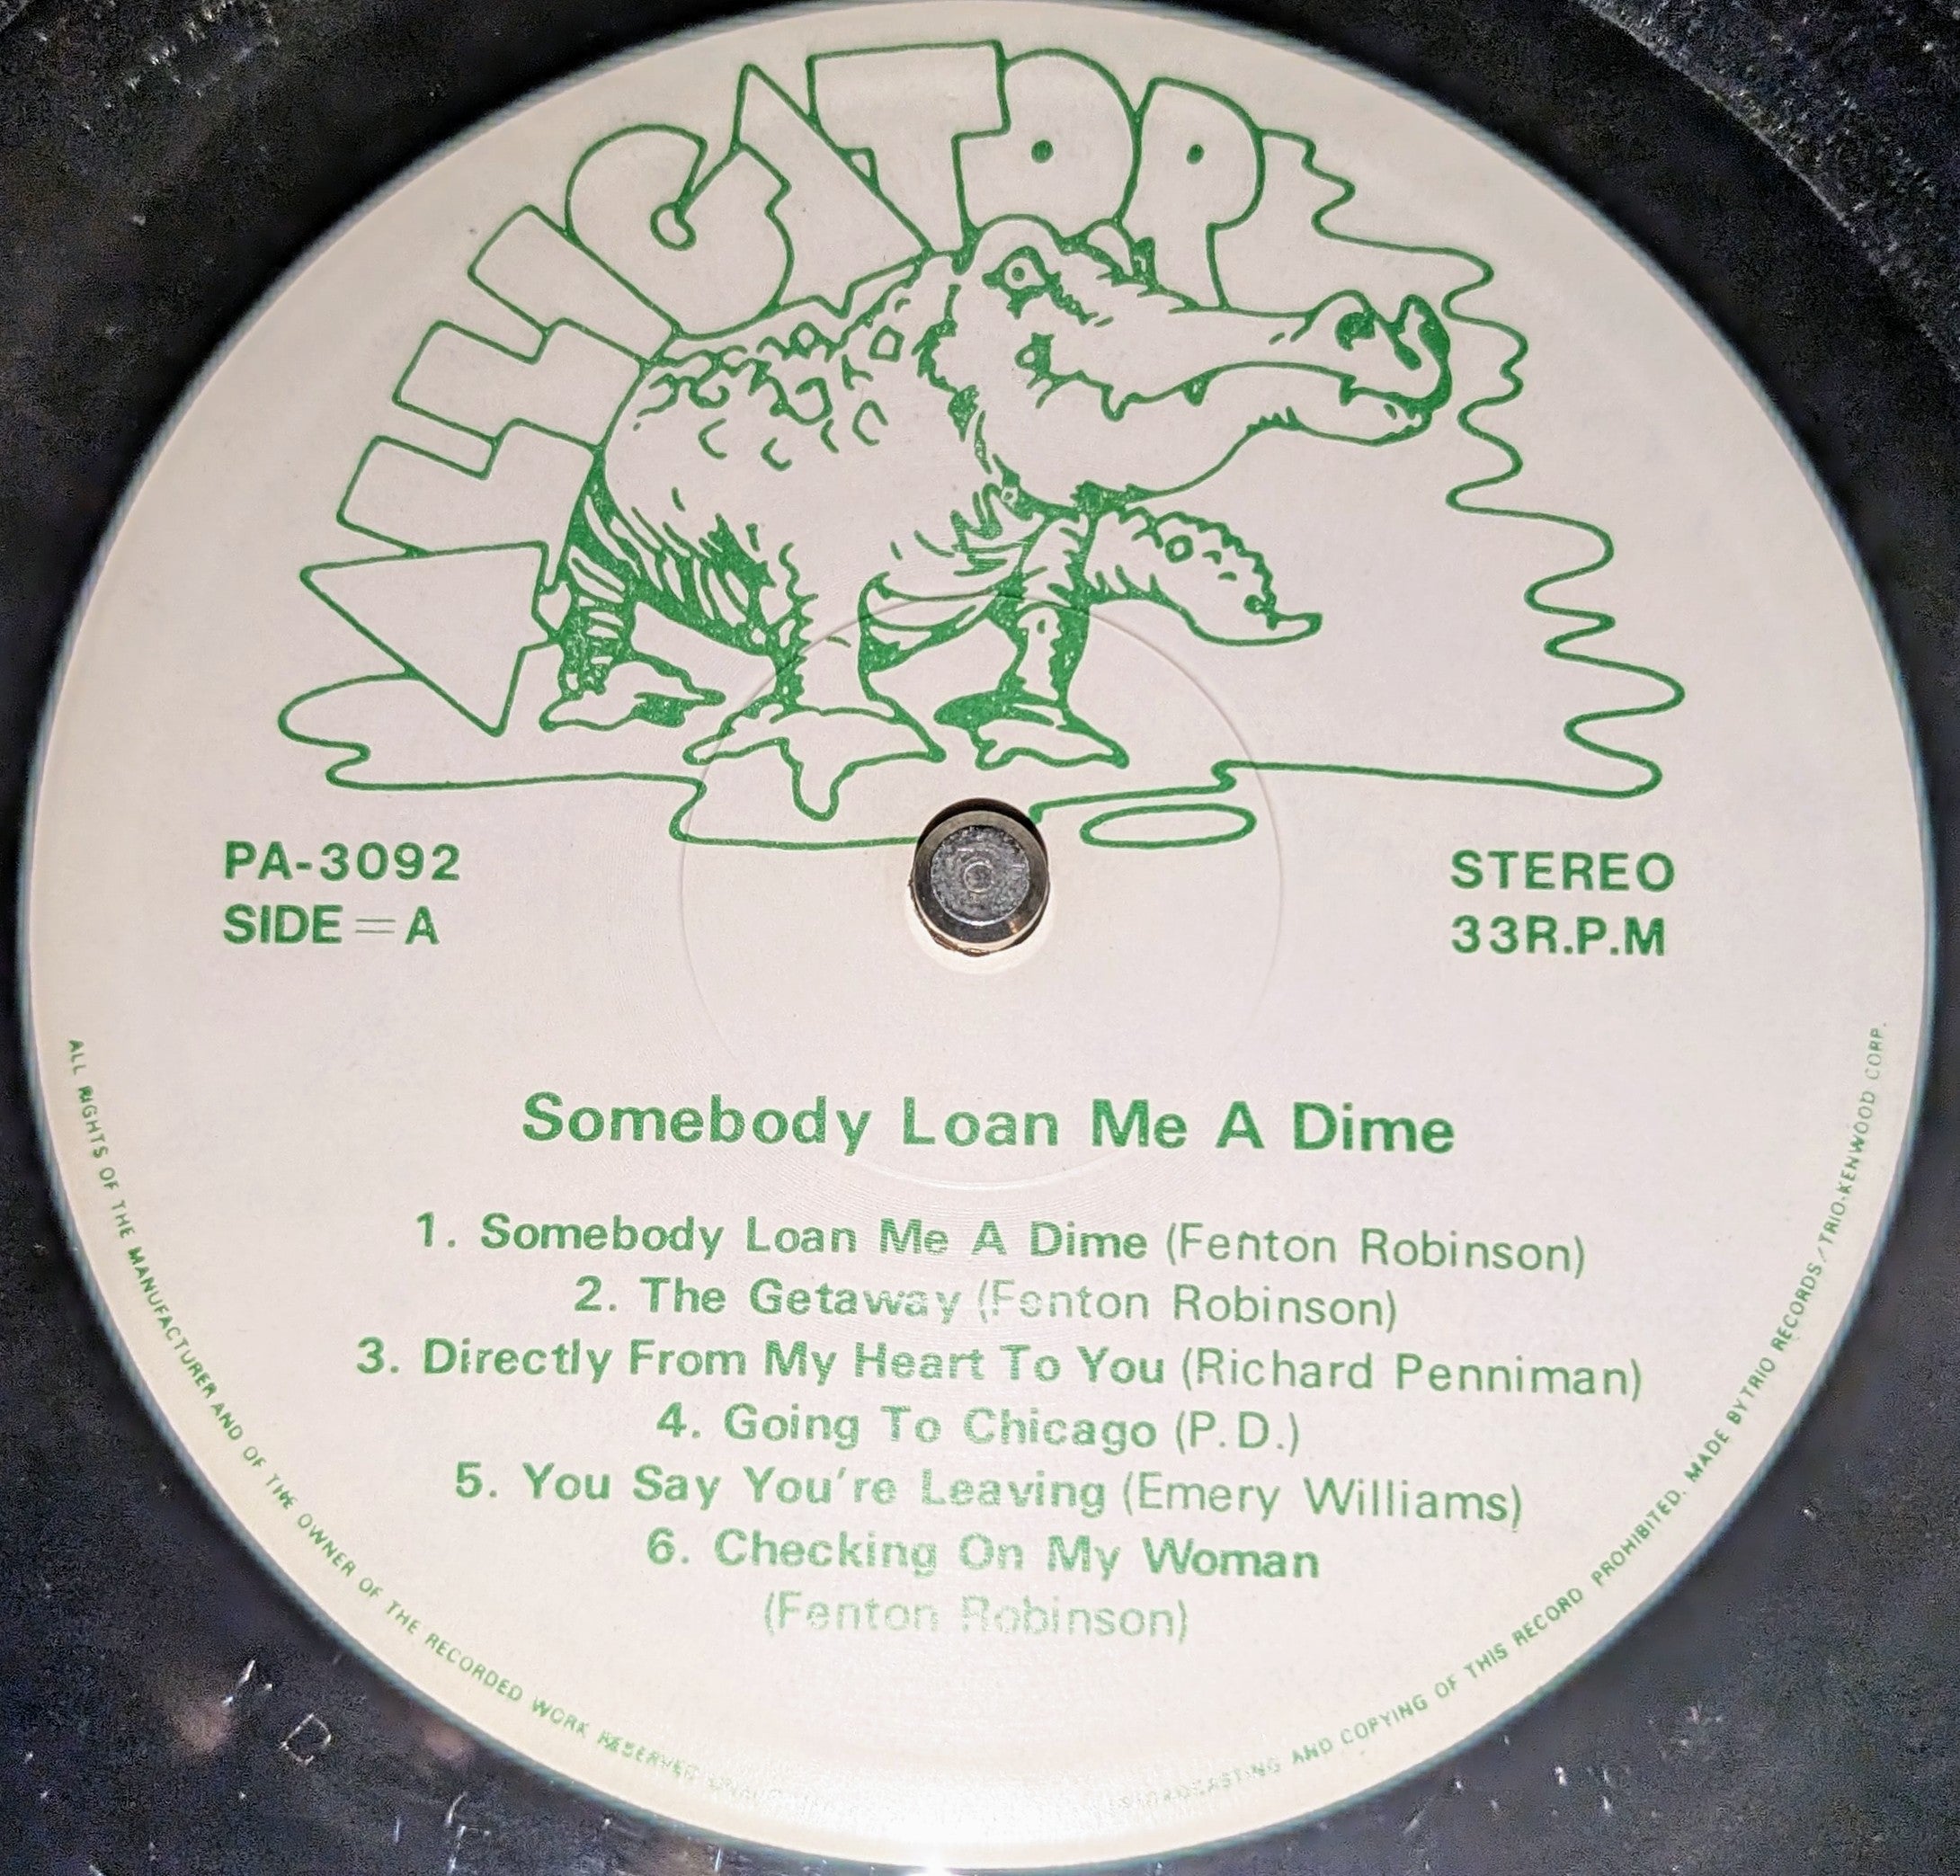 ALLIGATOR
PA-3092
SIDE=A
STEREO
33R.P.M
Somebody Loan Me A Dime
1. Somebody Loan Me A Dime (Fenton Robinson)
2. The Getaway (Fenton Robinson)
3. Directly From My Heart To You (Richard Penniman)
4. Going To Chicago (P.D.)
5. You Say You're Leaving (Emery Williams)
6. Checking On My Woman
(Fenton Robinson)
ALL RIGHTS OF THE MANUFACTURER AND OF THE OWNER OF THE RECORDED WORK RESERVED BROADCASTING AND COPYING OF THIS RECORD PROHIBITED. MADE BY TRIO RECORDS/TRIO-KENWOOD CORP.